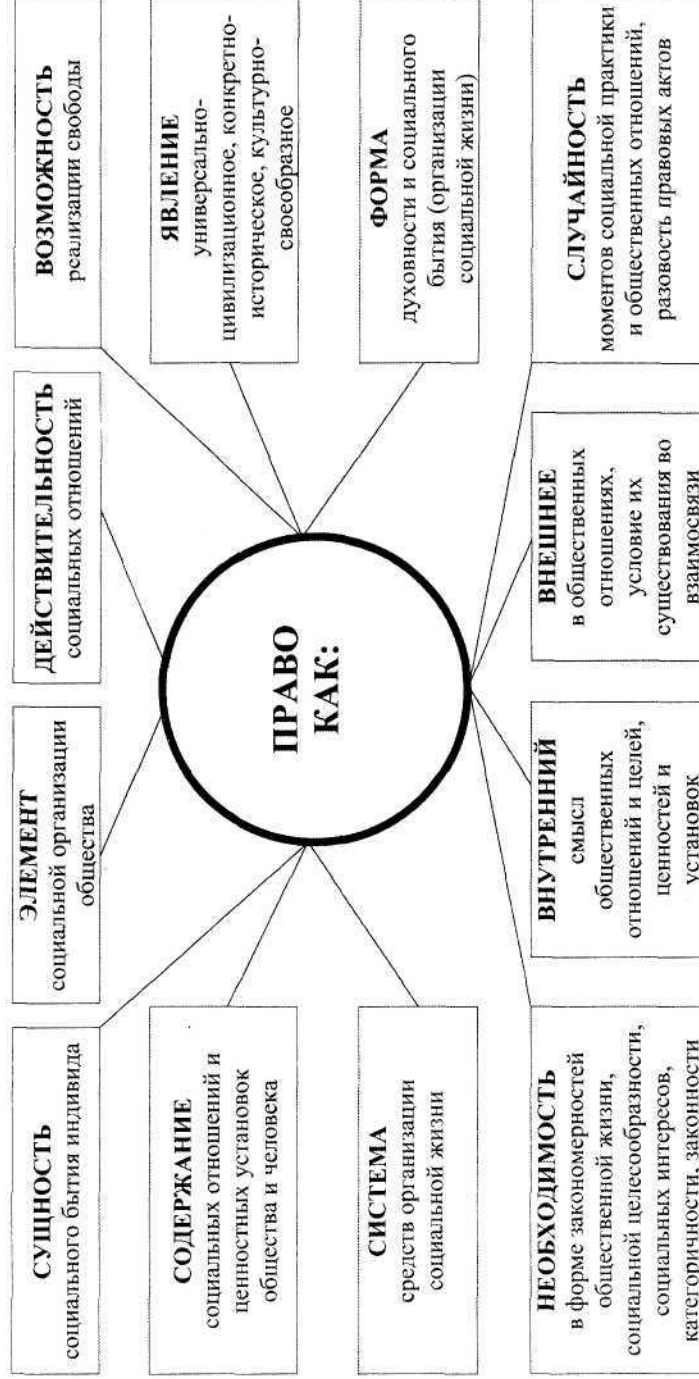 СУЩНОСТЬ
социального бытия индивида
ЭЛЕМЕНТ
социальной организации
общества
ДЕЙСТВИТЕЛЬНОСТЬ
социальных отношений
ВОЗМОЖНОСТЬ
реализации свободы
СОДЕРЖАНИЕ
социальных отношений и
ценностных установок
общества и человека
ПРАВО
КАК:
ЯВЛЕНИЕ
универсально-
цивилизационное, конкретно-
историческое, культурно-
своеобразное
СИСТЕМА
средств организации
социальной жизни
ФОРМА
духовности и социального
бытия (организации
социальной жизни)
НЕОБХОДИМОСТЬ
в форме закономерностей
общественной жизни,
социальной целесообразности,
социальных интересов,
категоричности, законности
ВНУТРЕННИЙ
смысл
общественных
отношений и целей,
ценностей и
установок
ВНЕШНЕЕ
в общественных
отношениях,
условие их
существования во
взаимосвязи
СЛУЧАЙНОСТЬ
моментов социальной практики
и общественных отношений,
разовость правовых актов